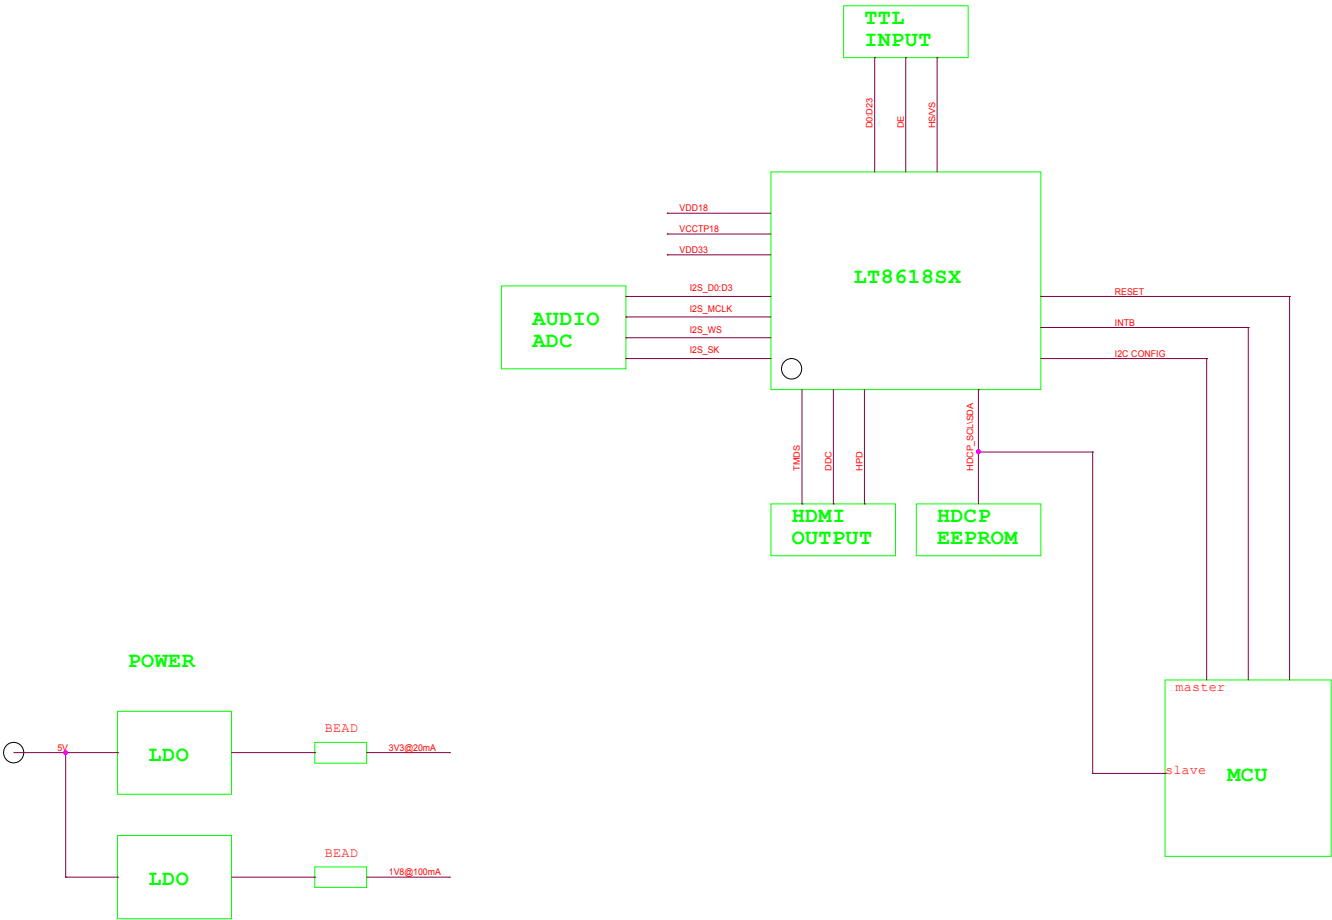 TTL
INPUT
D0:D23
DE
HS/VS
VDD18
VCCTP18
VDD33
LT8618SX
I2S_D0:D3
I2S_MCLK
I2S_WS
I2S_SK
AUDIO
ADC
RESET
INTB
I2C CONFIG
TMDS
DDC
HPD
HDCP_SCL\SDA
HDMI
OUTPUT
HDCP
EEPROM
POWER
master
slave
MCU
5V
LDO
BEAD
3V3@20mA
LDO
BEAD
1V8@100mA